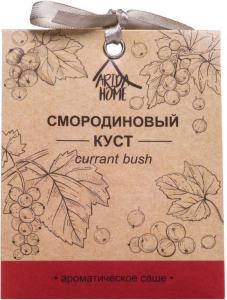 ARIDA
HOME
СМОРОДИНОВЫЙ
КУСТ
currant bush
• ароматическое саше •